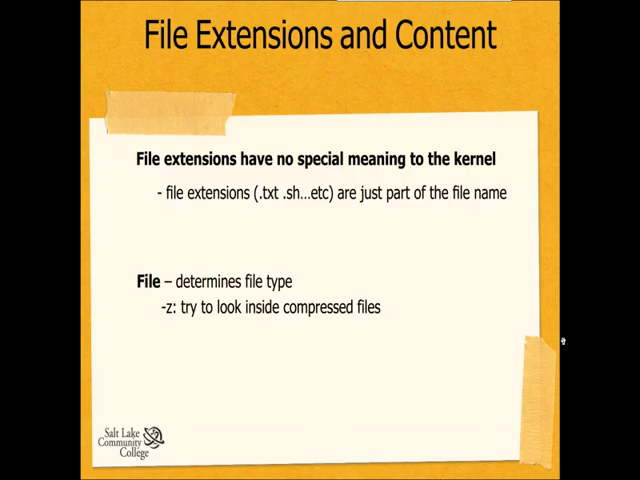 File Extensions and Content
File extensions have no special meaning to the kernel
- file extensions (.txt .sh...etc) are just part of the file name
File – determines file type
-z: try to look inside compressed files
Salt Lake
Community
College